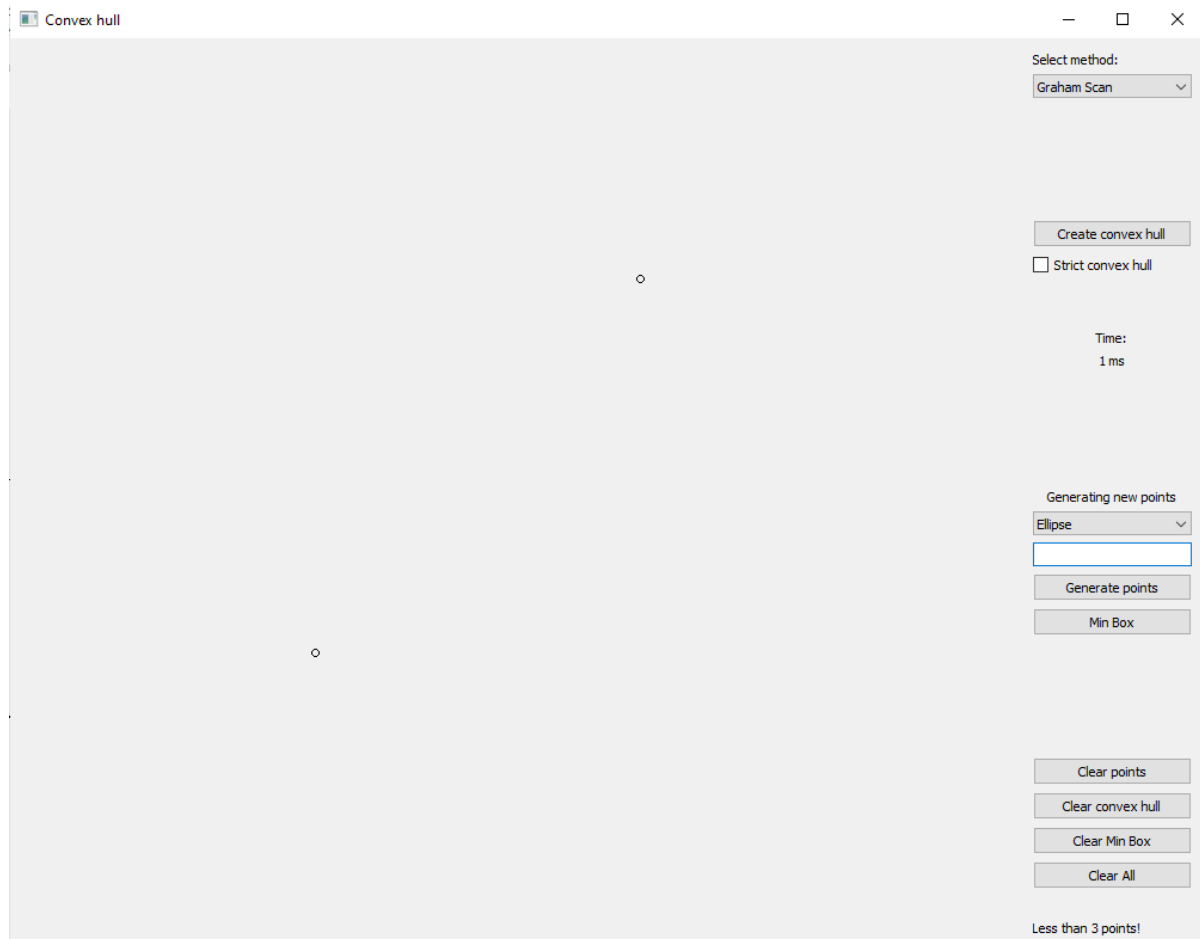 Convex hull
Select method:
Graham Scan
Create convex hull
Strict convex hull
Time:
1 ms
Generating new points
Ellipse
Generate points
Min Box
Clear points
Clear convex hull
Clear Min Box
Clear All
Less than 3 points!